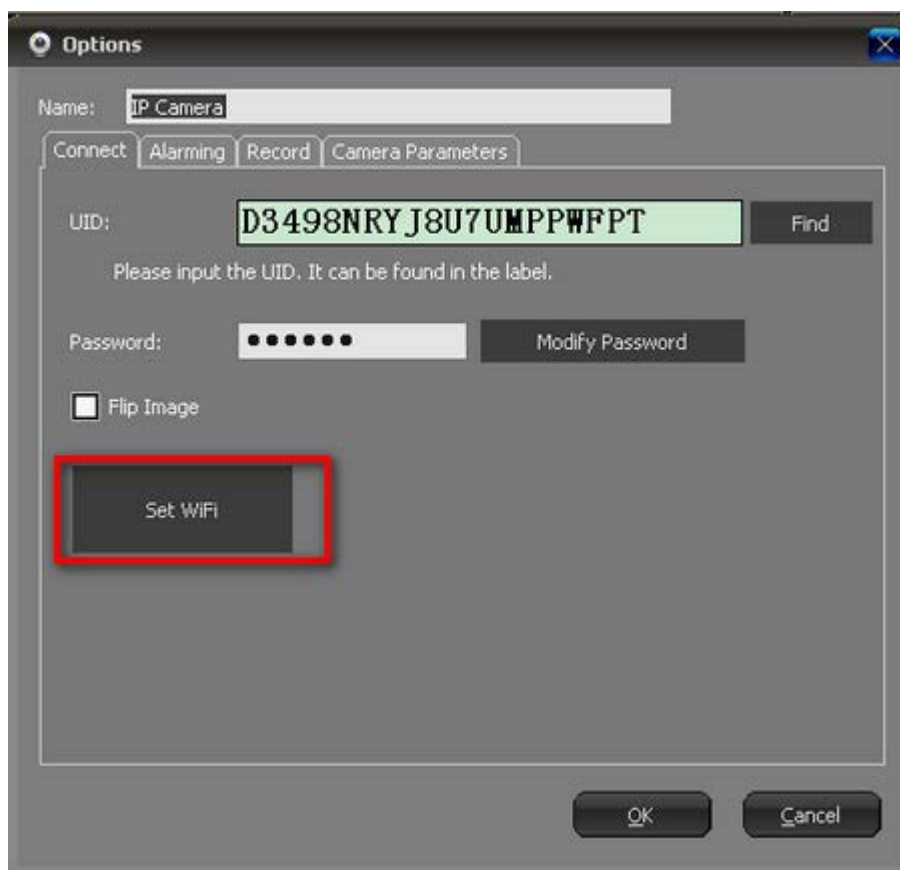 Options
Name: IP Camera
Connect Alarming Record Camera Parameters
UID: D3498NRYJ8U7UMPPWFPT Find
Please input the UID. It can be found in the label.
Password: ●●●●●● Modify Password
Flip Image
Set WiFi
OK Cancel